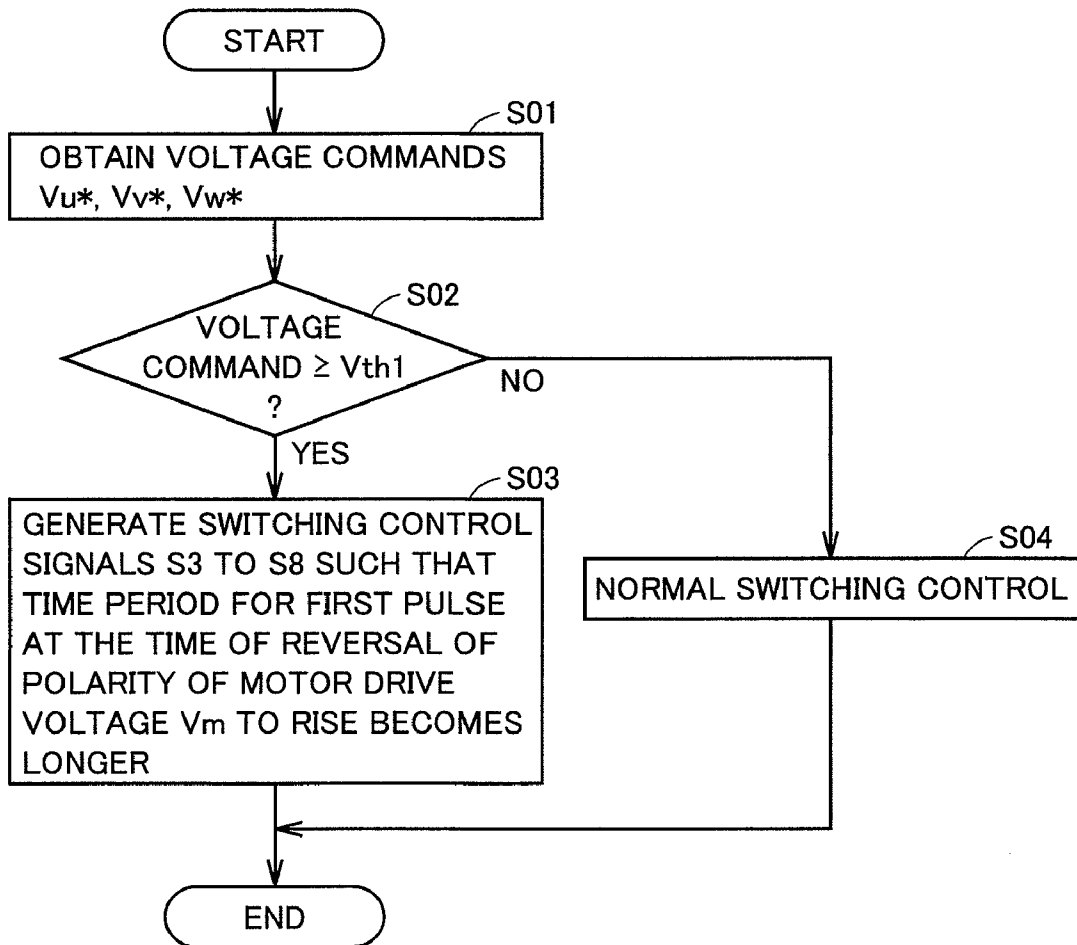 START
S01
OBTAIN VOLTAGE COMMANDS
Vu*, Vv*, Vw*
S02
VOLTAGE
COMMAND ≥ Vth1
?
NO
YES
S03
GENERATE SWITCHING CONTROL
SIGNALS S3 TO S8 SUCH THAT
TIME PERIOD FOR FIRST PULSE
AT THE TIME OF REVERSAL OF
POLARITY OF MOTOR DRIVE
VOLTAGE Vm TO RISE BECOMES
LONGER
S04
NORMAL SWITCHING CONTROL
END